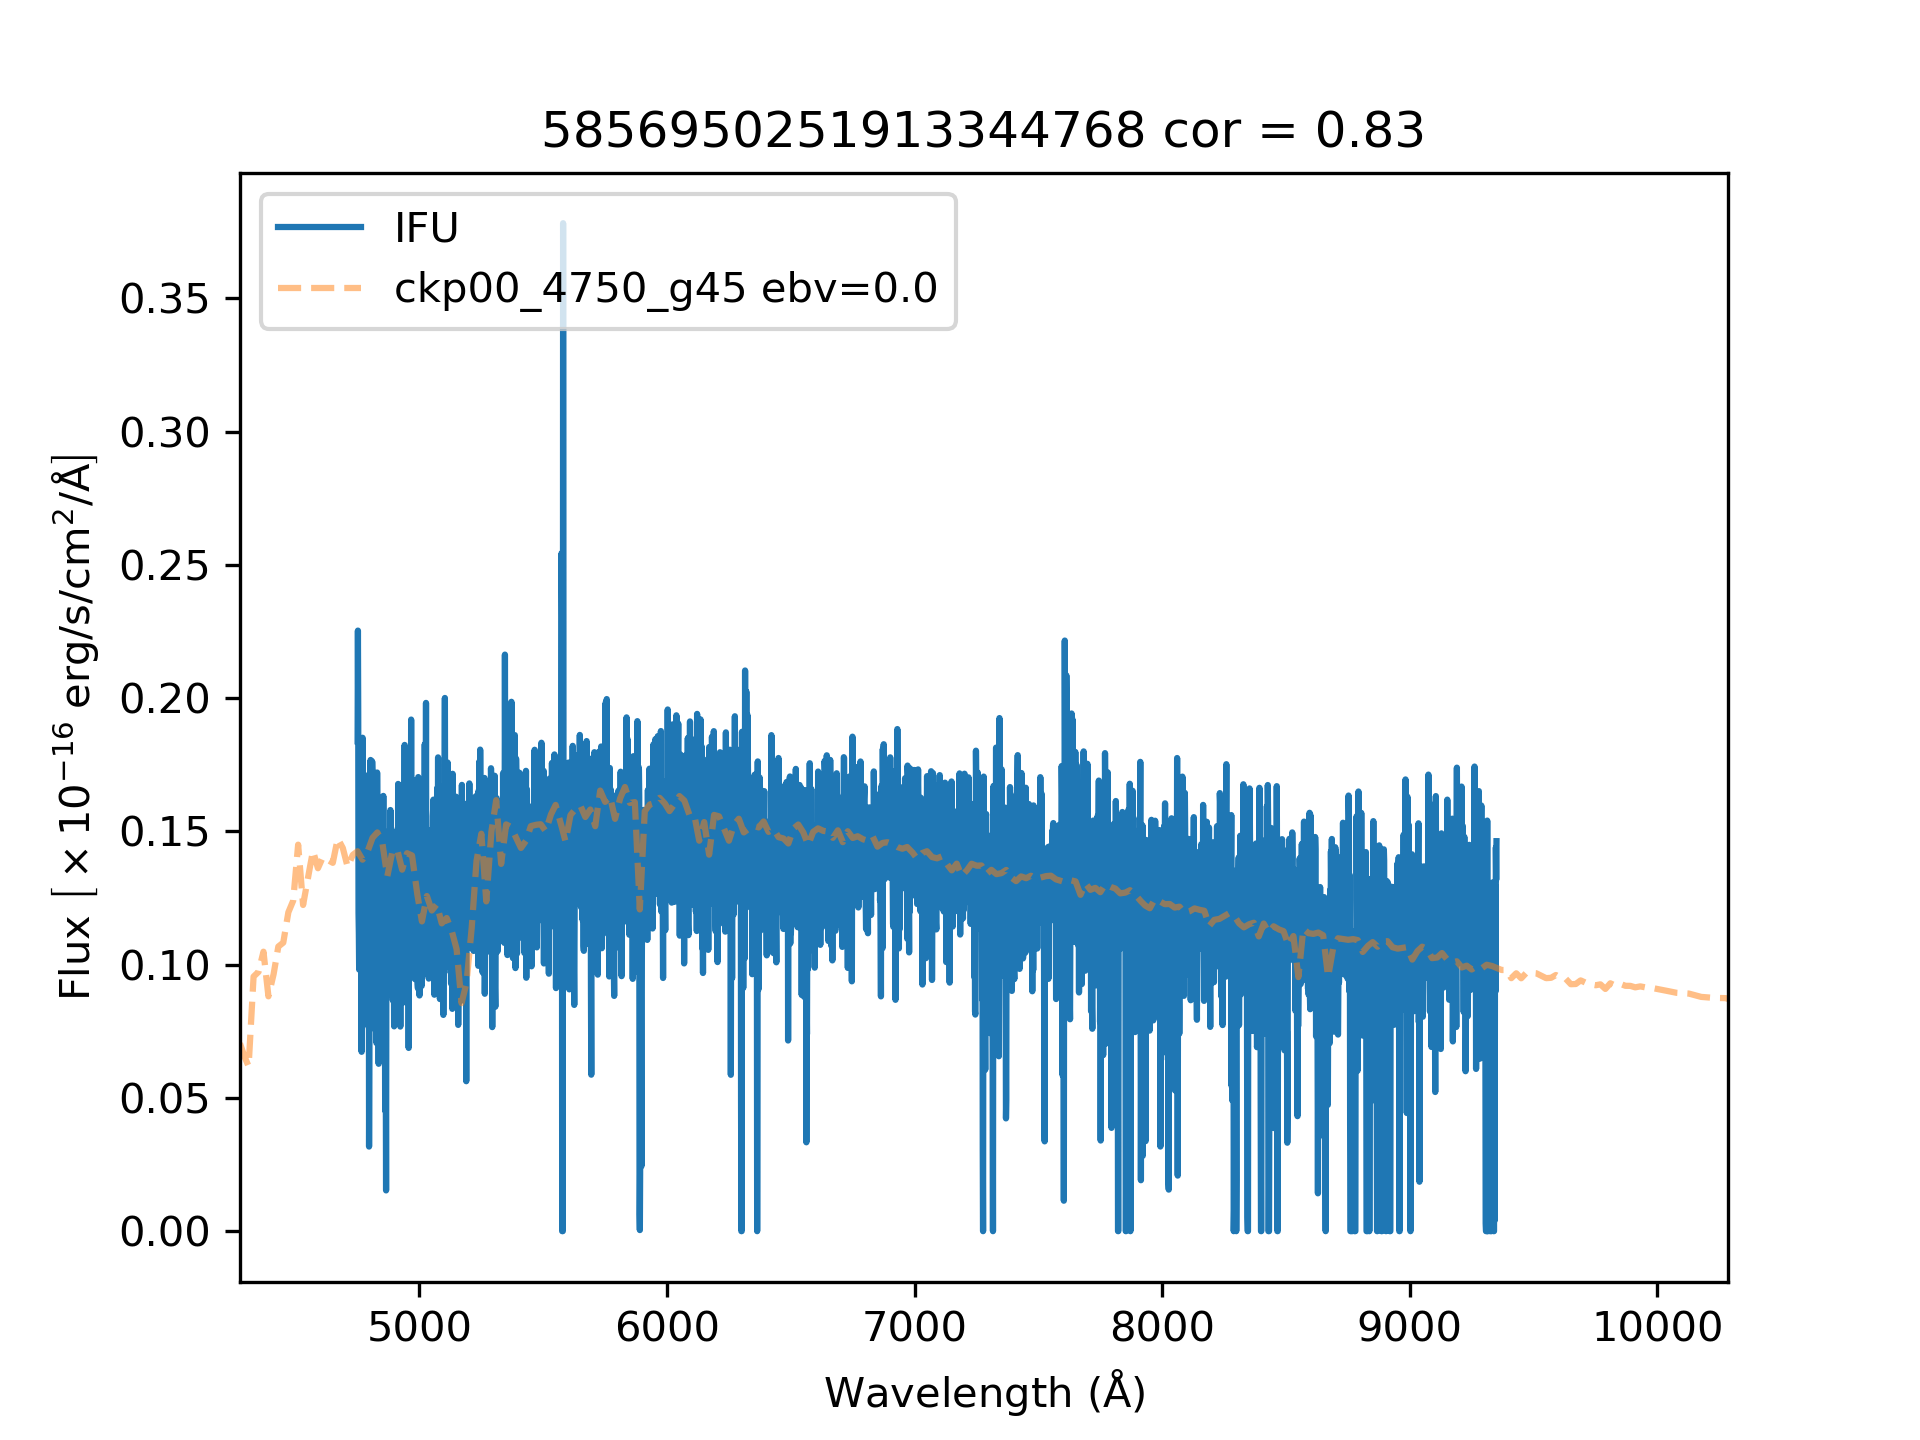 5856950251913344768 cor = 0.83
IFU
ckp00_4750_g45 ebv=0.0
Flux [× 10⁻¹⁶ erg/s/cm²/Å]
0.35
0.30
0.25
0.20
0.15
0.10
0.05
0.00
5000 6000 7000 8000 9000 10000
Wavelength (Å)